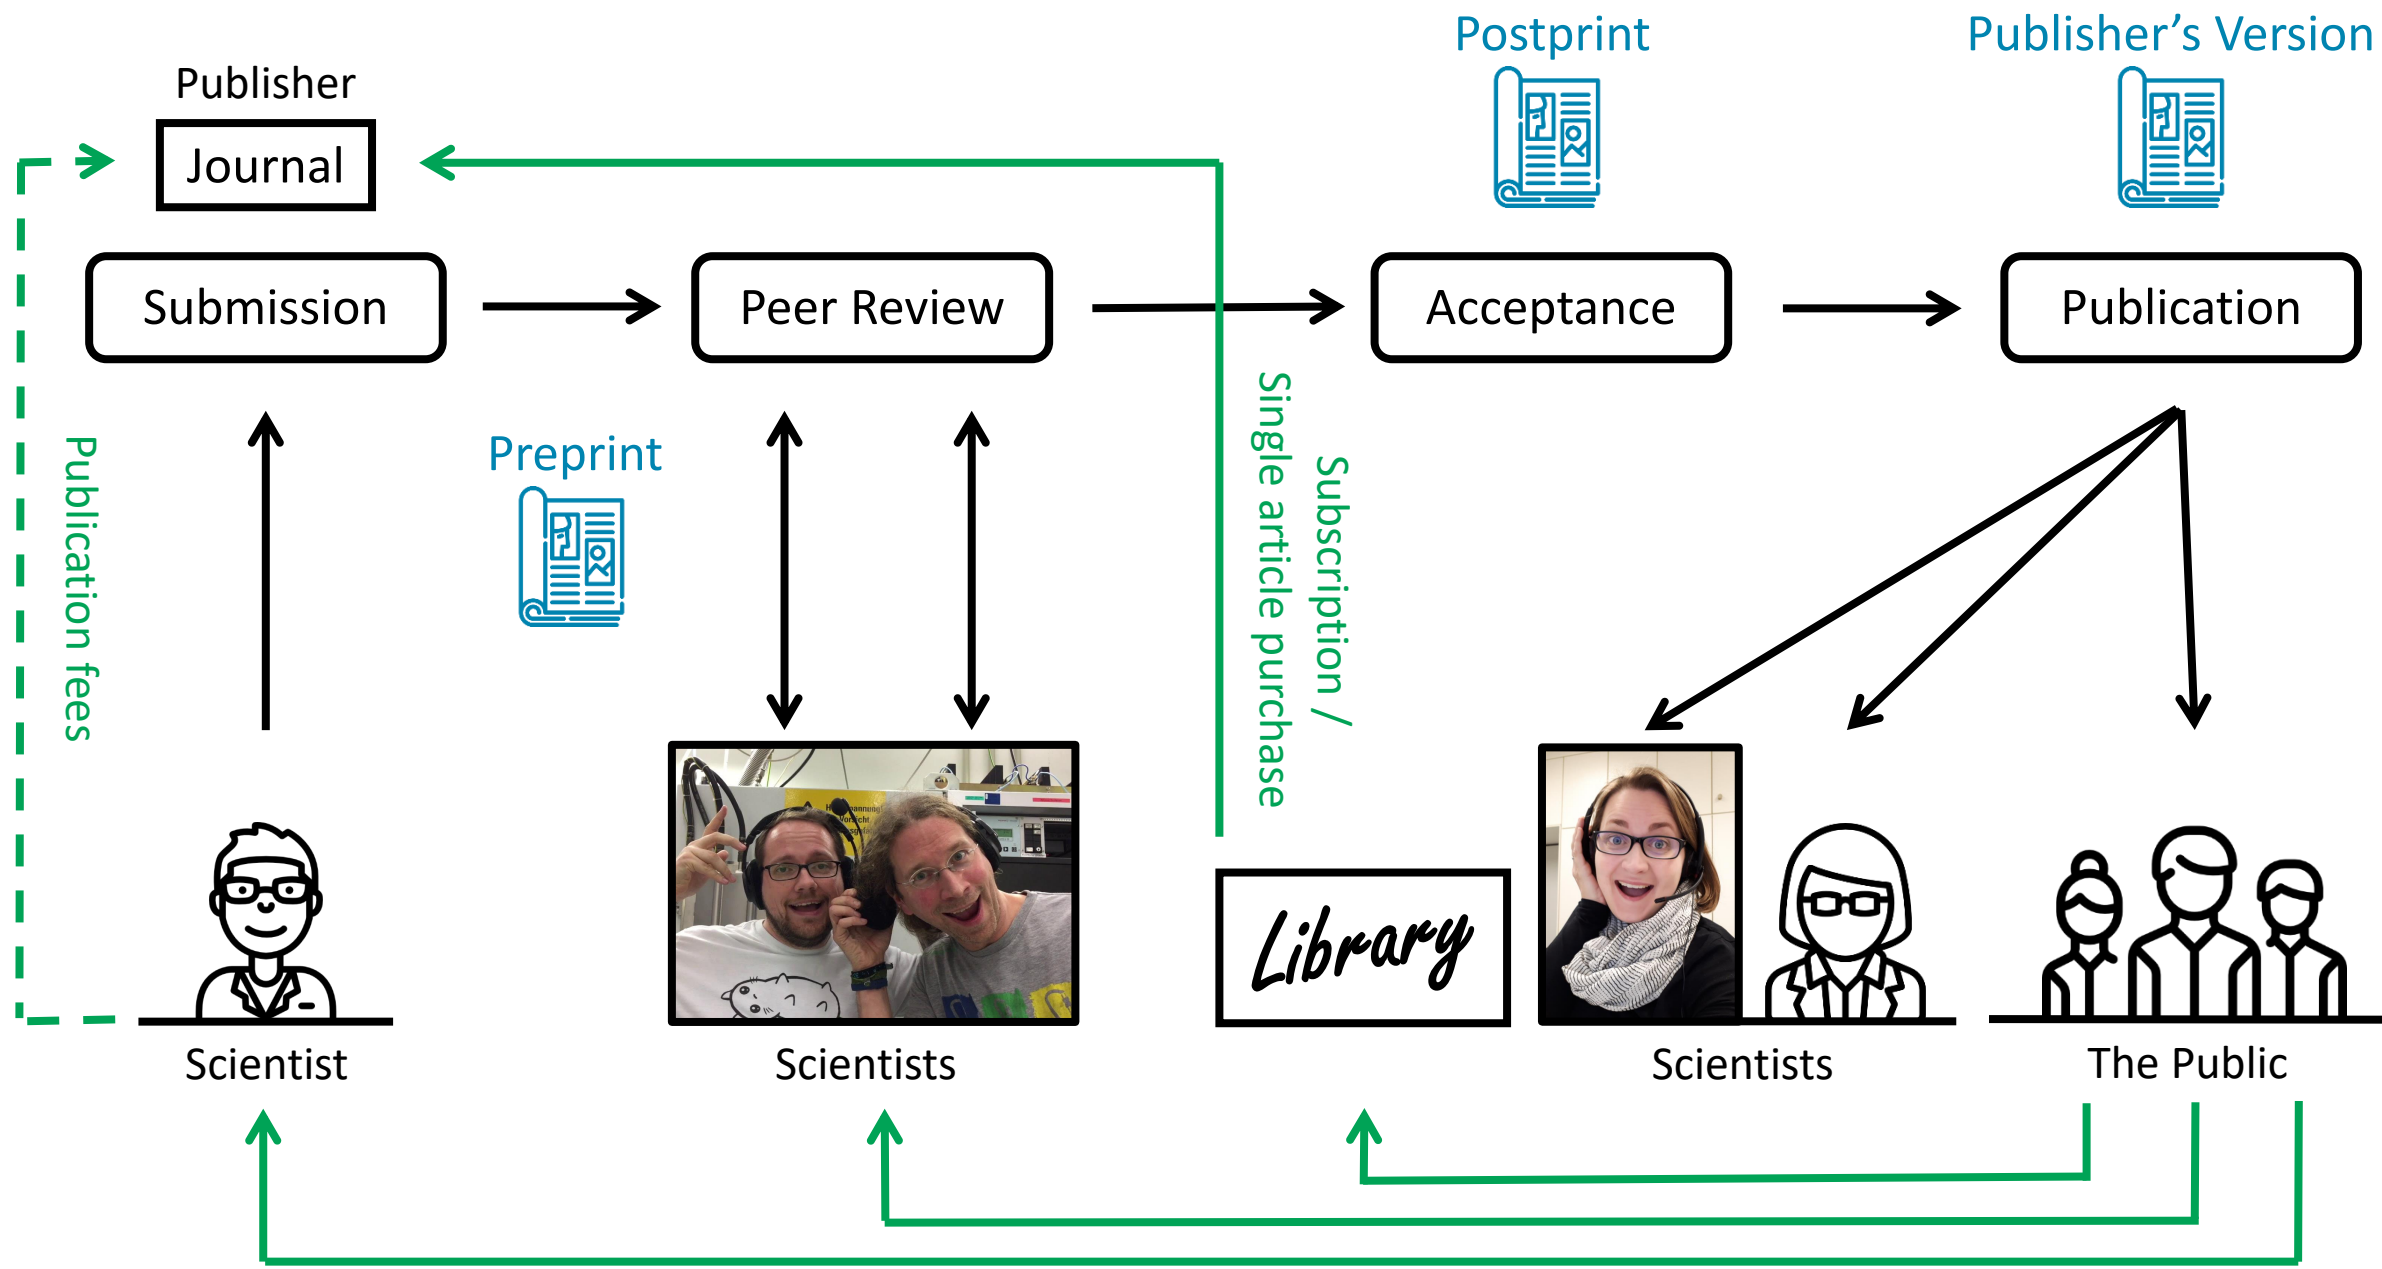 Postprint
Publisher’s Version
Publisher
Journal
Submission
Peer Review
Acceptance
Publication
Publication fees
Preprint
Subscription /
Single article purchase
Vorsicht
Library
Scientist
Scientists
Scientists
The Public